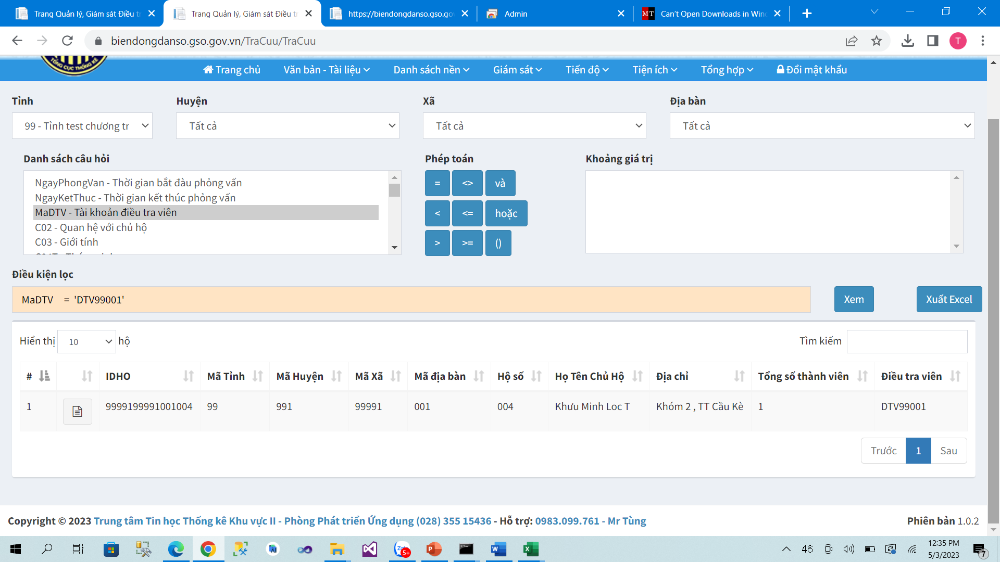 Trang Quản lý, Giám sát Điều tr
Trang Quản lý, Giám sát Điều tr
https://biendongdanso.gso.go
Admin
MT
Can't Open Downloads in Win
biendongdanso.gso.gov.vn/TraCuu/TraCuu
T
TỔNG CỤC THỐNG KÊ
Trang chủ
Văn bản - Tài liệu
Danh sách nền
Giám sát
Tiến độ
Tiện ích
Tổng hợp
Đổi mật khẩu
Tỉnh
Huyện
Xã
Địa bàn
99 - Tỉnh test chương tr
Tất cả
Tất cả
Tất cả
Danh sách câu hỏi
Phép toán
Khoảng giá trị
NgayPhongVan - Thời gian bắt đàu phỏng vấn
NgayKetThuc - Thời gian kết thúc phỏng vấn
MaDTV - Tài khoản điều tra viên
C02 - Quan hệ với chủ hộ
C03 - Giới tính
= <> và
< <= hoặc
> >= ()
Điều kiện lọc
MaDTV = 'DTV99001'
Xem
Xuất Excel
Hiển thị 10 hộ
Tìm kiếm
# IDHO Mã Tỉnh Mã Huyện Mã Xã Mã địa bàn Hộ số Họ Tên Chủ Hộ Địa chỉ Tổng số thành viên Điều tra viên
1 9999199991001004 99 991 99991 001 004 Khưu Minh Loc T Khóm 2 , TT Cầu Kè 1 DTV99001
Trước 1 Sau
Copyright © 2023 Trung tâm Tin học Thống kê Khu vực II - Phòng Phát triển Ứng dụng (028) 355 15436 - Hỗ trợ: 0983.099.761 - Mr Tùng
Phiên bản 1.0.2
5+
46
12:35 PM
5/3/2023
7